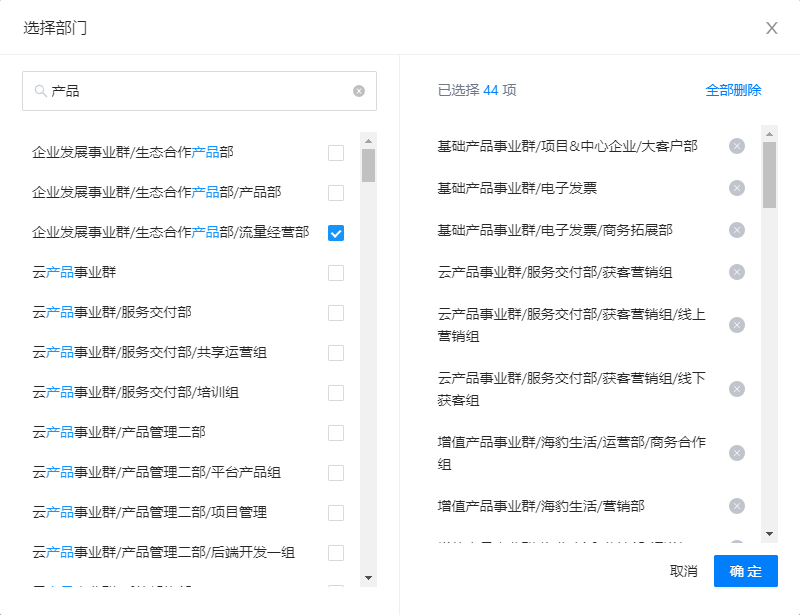 选择部门
产品
企业发展事业群/生态合作产品部
企业发展事业群/生态合作产品部/产品部
企业发展事业群/生态合作产品部/流量经营部
云产品事业群
云产品事业群/服务交付部
云产品事业群/服务交付部/共享运营组
云产品事业群/服务交付部/培训组
云产品事业群/产品管理二部
云产品事业群/产品管理二部/平台产品组
云产品事业群/产品管理二部/项目管理
云产品事业群/产品管理二部/后端开发一组
已选择 44 项
全部删除
基础产品事业群/项目&中心企业/大客户部
基础产品事业群/电子发票
基础产品事业群/电子发票/商务拓展部
云产品事业群/服务交付部/获客营销组
云产品事业群/服务交付部/获客营销组/线上
营销组
云产品事业群/服务交付部/获客营销组/线下
获客组
增值产品事业群/海豹生活/运营部/商务合作
组
增值产品事业群/海豹生活/营销部
取消
确 定